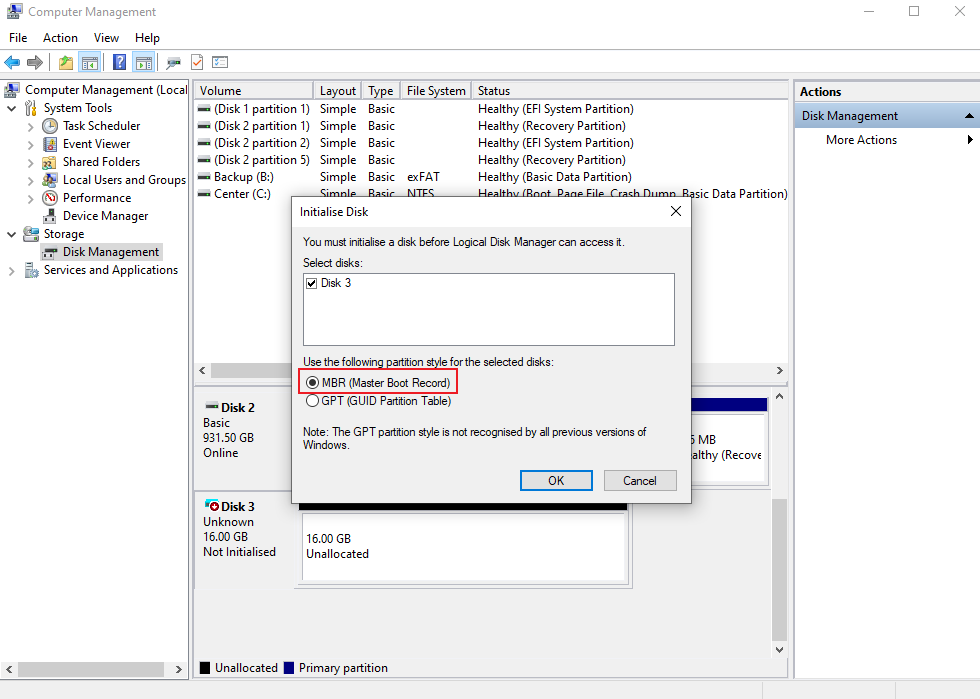 Computer Management
File Action View Help
Computer Management (Local
System Tools
Task Scheduler
Event Viewer
Shared Folders
Local Users and Groups
Performance
Device Manager
Storage
Disk Management
Services and Applications
Volume Layout Type File System Status
(Disk 1 partition 1) Simple Basic Healthy (EFI System Partition)
(Disk 2 partition 1) Simple Basic Healthy (Recovery Partition)
(Disk 2 partition 2) Simple Basic Healthy (EFI System Partition)
(Disk 2 partition 5) Simple Basic Healthy (Recovery Partition)
Backup (B:) Simple Basic exFAT Healthy (Basic Data Partition)
Center (C:) Simple Basic NTFS Healthy (Boot, Page File, Crash Dump, Basic Data Partition)
Initialise Disk
You must initialise a disk before Logical Disk Manager can access it.
Select disks:
Disk 3
Use the following partition style for the selected disks:
MBR (Master Boot Record)
GPT (GUID Partition Table)
Note: The GPT partition style is not recognised by all previous versions of
Windows.
OK Cancel
Disk 2
Basic
931.50 GB
Online
MB
althy (Recove
Disk 3
Unknown
16.00 GB
Not Initialised
16.00 GB
Unallocated
Unallocated Primary partition
Actions
Disk Management
More Actions